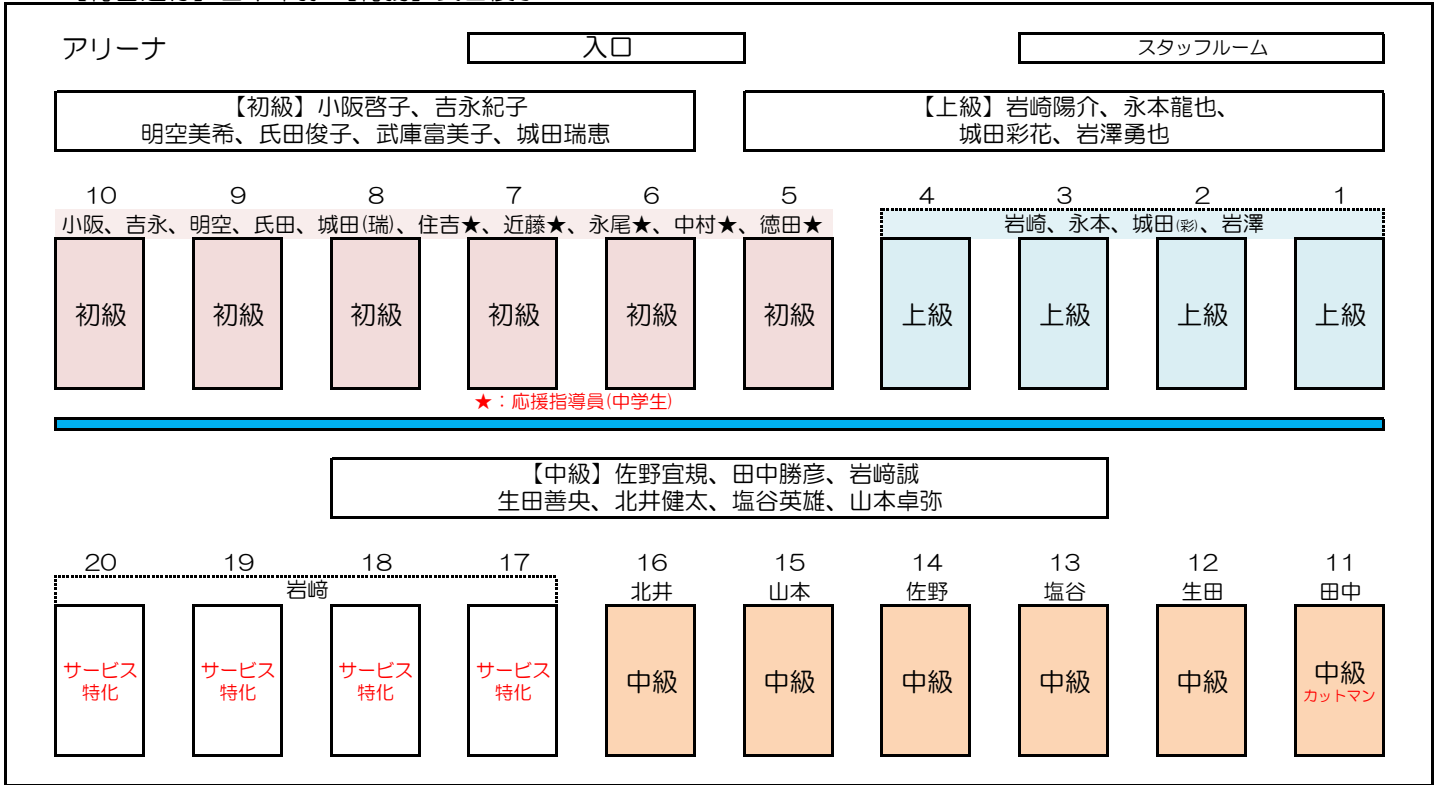 アリーナ
入口
スタッフルーム
【初級】小阪啓子、吉永紀子
明空美希、氏田俊子、武庫富美子、城田瑞恵
【上級】岩崎陽介、永本龍也、
城田彩花、岩澤勇也
10 9 8 7 6 5 4 3 2 1
小阪、吉永、明空、氏田、城田(瑞)、住吉★、近藤★、永尾★、中村★、徳田★
岩崎、永本、城田(彩)、岩澤
初級 初級 初級 初級 初級 初級 上級 上級 上級 上級
★：応援指導員(中学生)
【中級】佐野宜規、田中勝彦、岩﨑誠
生田善央、北井健太、塩谷英雄、山本卓弥
20 19 18 17 16 15 14 13 12 11
岩﨑 北井 山本 佐野 塩谷 生田 田中
サービス サービス サービス サービス
特化 特化 特化 特化
中級 中級 中級 中級 中級 中級
カットマン